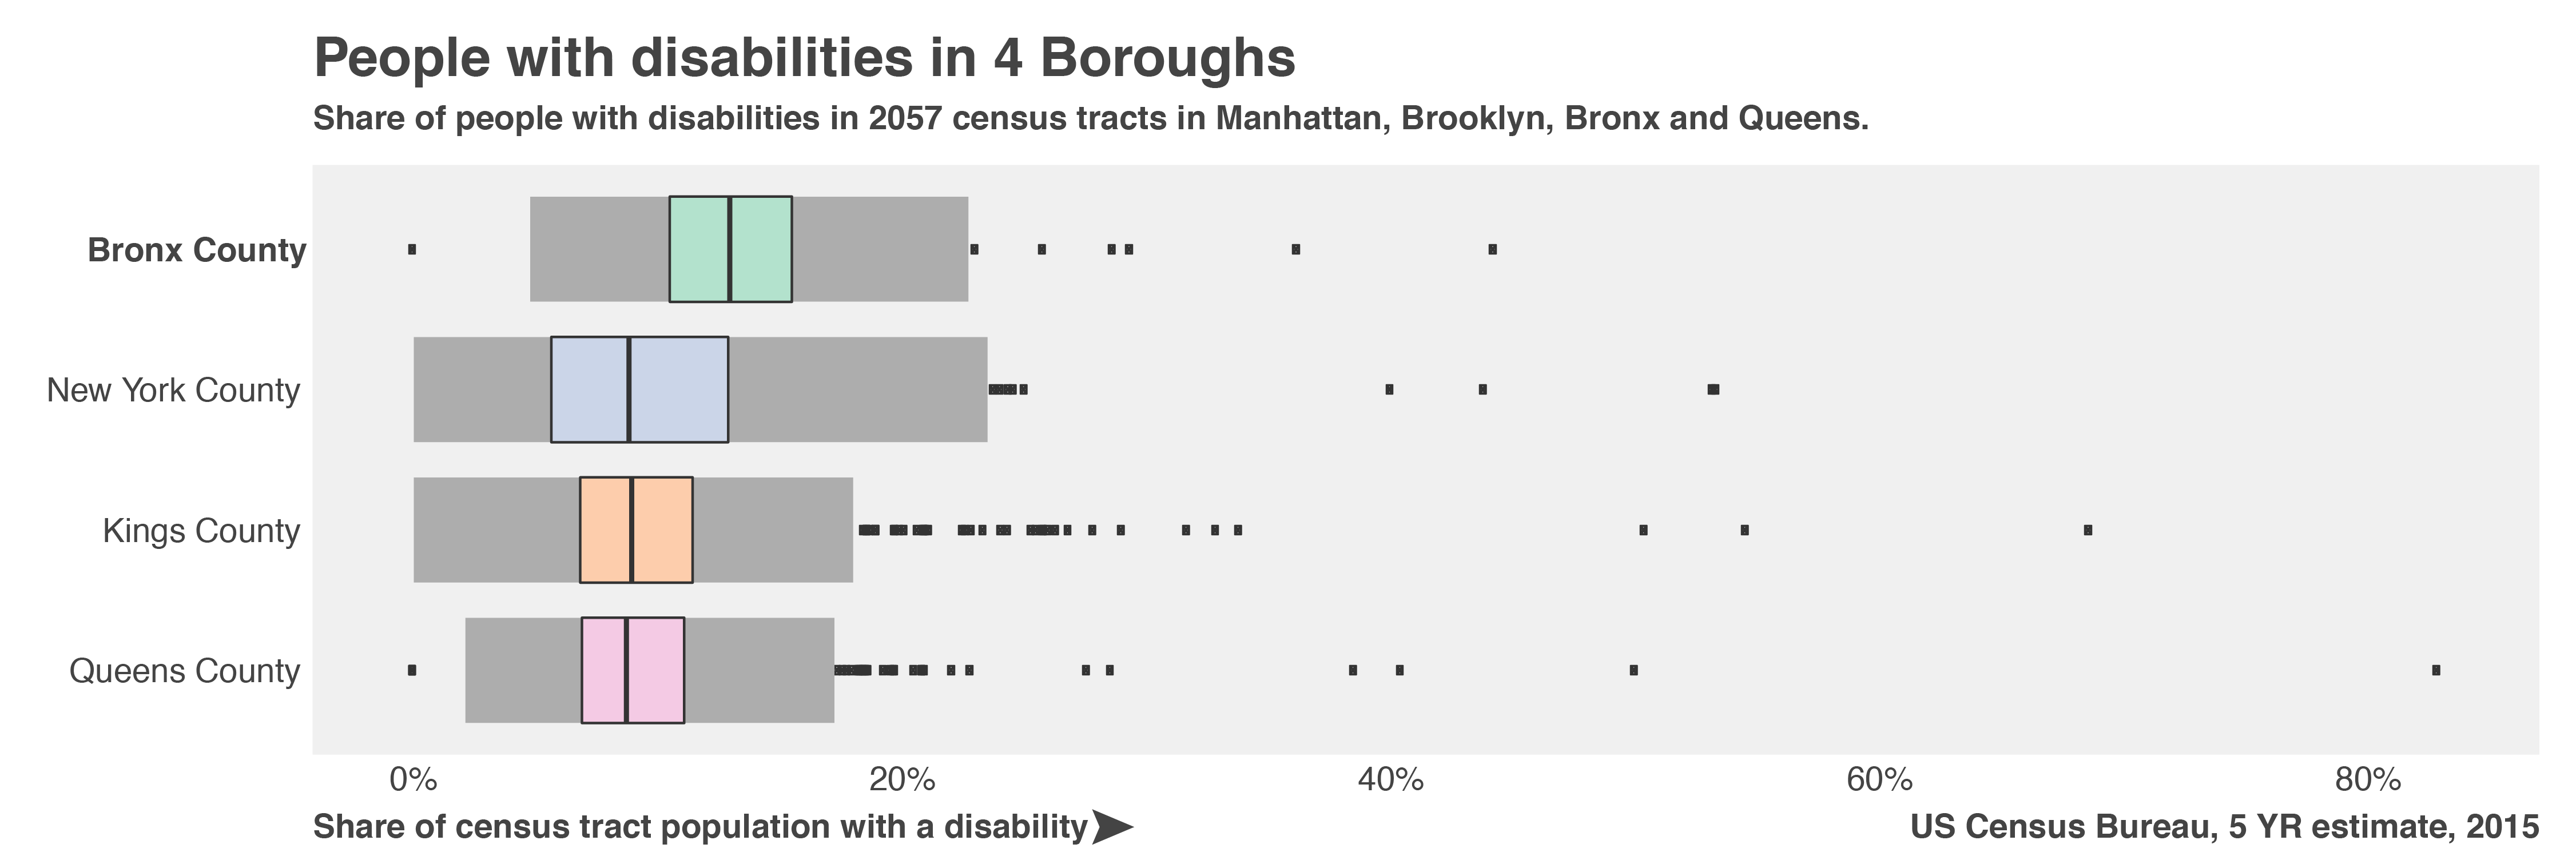 People with disabilities in 4 Boroughs
Share of people with disabilities in 2057 census tracts in Manhattan, Brooklyn, Bronx and Queens.
Bronx County
New York County
Kings County
Queens County
0% 20% 40% 60% 80%
Share of census tract population with a disability
US Census Bureau, 5 YR estimate, 2015